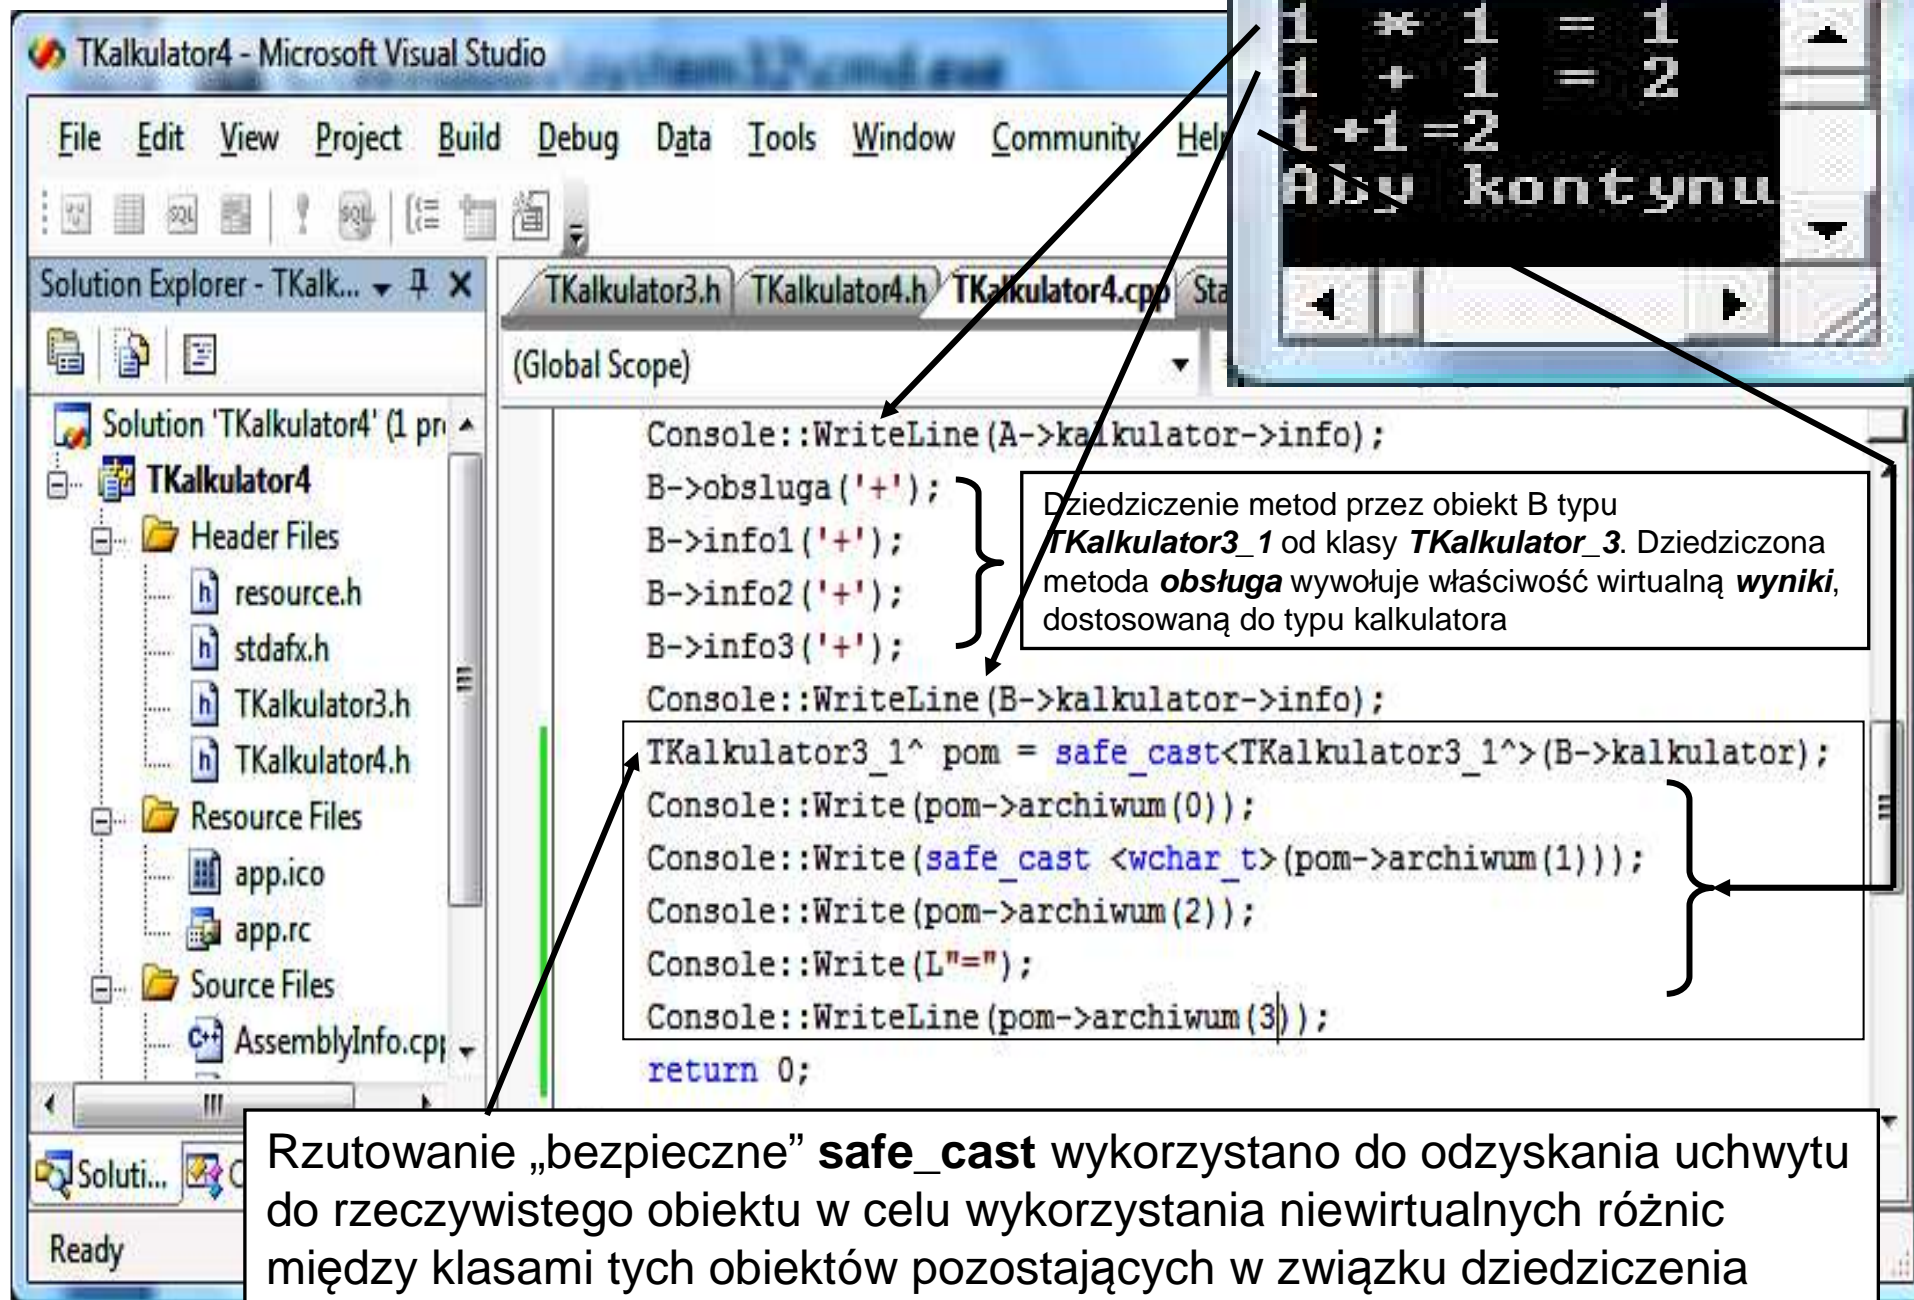 TKalkulator4 - Microsoft Visual Studio
system32\cmd.exe
File Edit View Project Build Debug Data Tools Window Community Help
1 * 1 = 1
1 + 1 = 2
1+1=2
Aby kontynu
Solution Explorer - TKalk...
TKalkulator3.h TKalkulator4.h TKalkulator4.cpp Sta
(Global Scope)
Solution 'TKalkulator4' (1 pr
TKalkulator4
Header Files
resource.h
stdafx.h
TKalkulator3.h
TKalkulator4.h
Resource Files
app.ico
app.rc
Source Files
AssemblyInfo.cpp
Console::WriteLine(A->kalkulator->info);
B->obsluga('+');
B->info1('+');
B->info2('+');
B->info3('+');
Console::WriteLine(B->kalkulator->info);
TKalkulator3_1^ pom = safe_cast<TKalkulator3_1^>(B->kalkulator);
Console::Write(pom->archiwum(0));
Console::Write(safe_cast <wchar_t>(pom->archiwum(1)));
Console::Write(pom->archiwum(2));
Console::Write(L"=");
Console::WriteLine(pom->archiwum(3));
return 0;
Dziedziczenie metod przez obiekt B typu
TKalkulator3_1 od klasy TKalkulator_3. Dziedziczona
metoda obsługa wywołuje właściwość wirtualną wyniki,
dostosowaną do typu kalkulatora
Soluti... C
Ready
Rzutowanie „bezpieczne” safe_cast wykorzystano do odzyskania uchwytu
do rzeczywistego obiektu w celu wykorzystania niewirtualnych różnic
między klasami tych obiektów pozostających w związku dziedziczenia